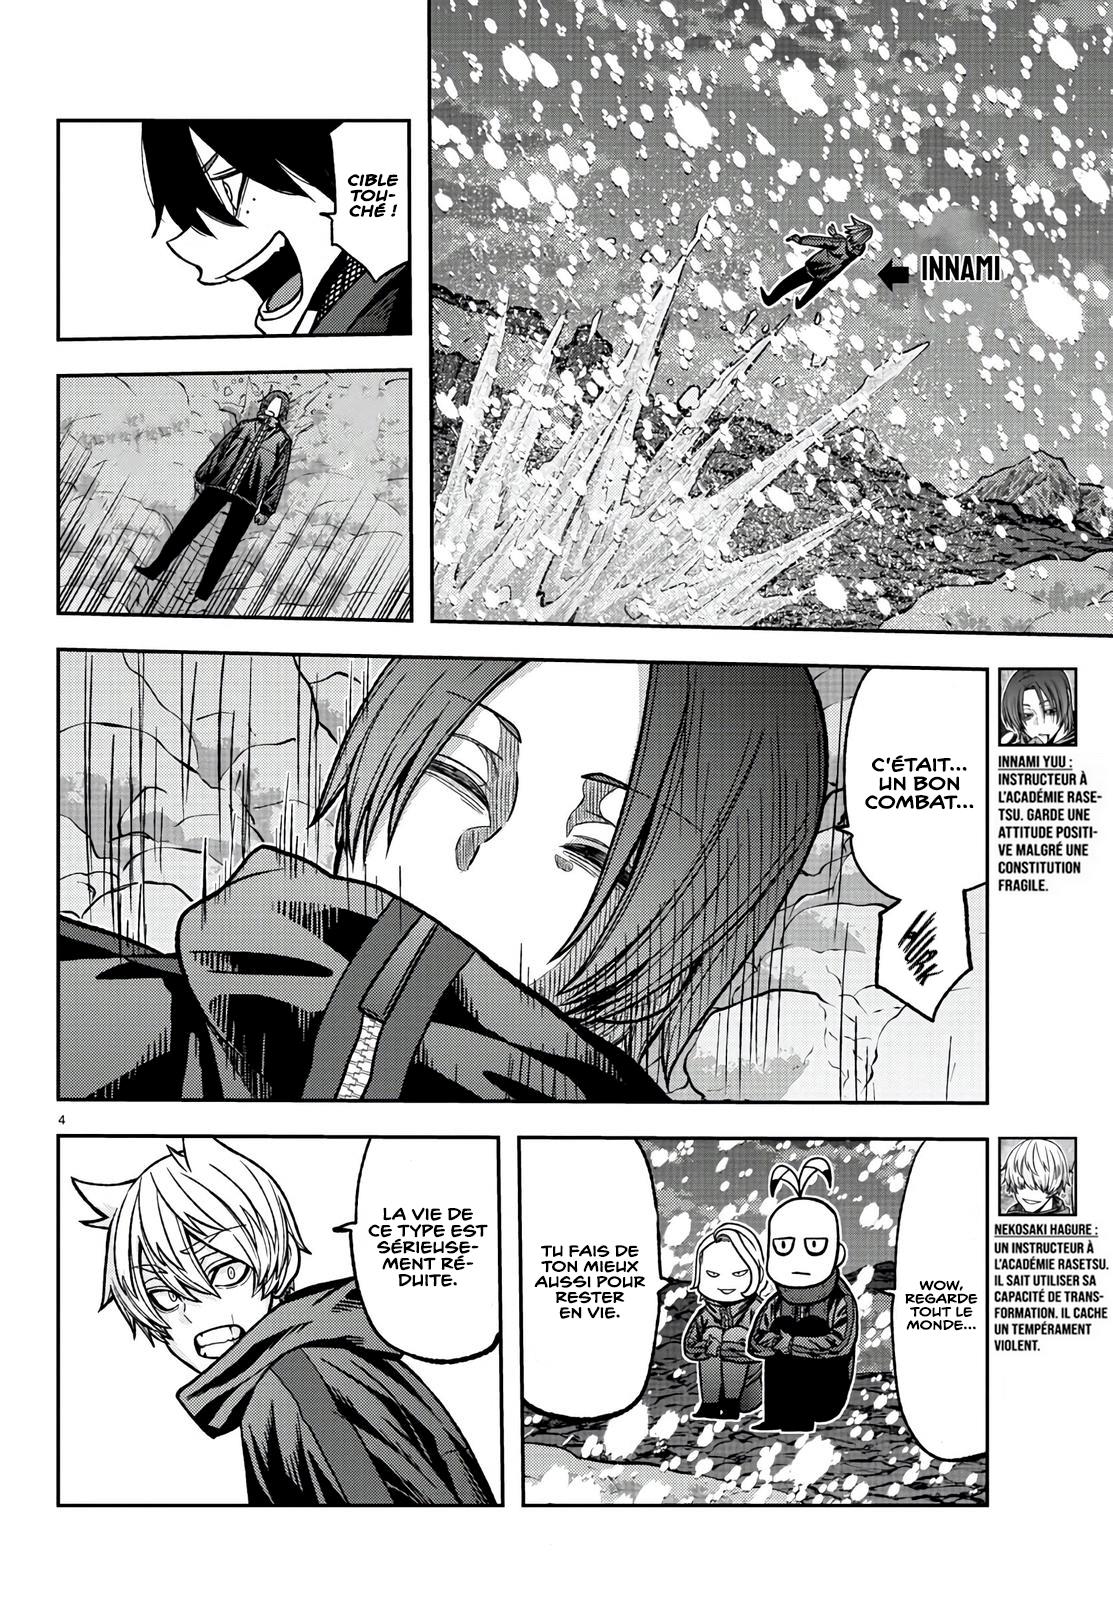 INNAMI
CIBLE
TOU-
CHÉ !
C'ÉTAIT...
UN BON
COMBAT...
INNAMI YUU :
INSTRUCTEUR À
L'ACADÉMIE RASE-
TSU. GARDE UNE
ATTITUDE POSITI-
VE MALGRÉ UNE
CONSTITUTION
FRAGILE.
4
WOW,
REGARDE
TOUT LE
MONDE...
TU FAIS DE
TON MIEUX
AUSSI POUR
RESTER
EN VIE.
NEKOSAKI HAGURE :
UN INSTRUCTEUR À
L'ACADÉMIE RASETSU.
IL SAIT UTILISER SA
CAPACITÉ DE TRANS-
FORMATION. IL CACHE
UN TEMPÉRAMENT
VIOLENT.
LA VIE DE
CE TYPE EST
SÉRIEUSE-
MENT RÉ-
DUITE.